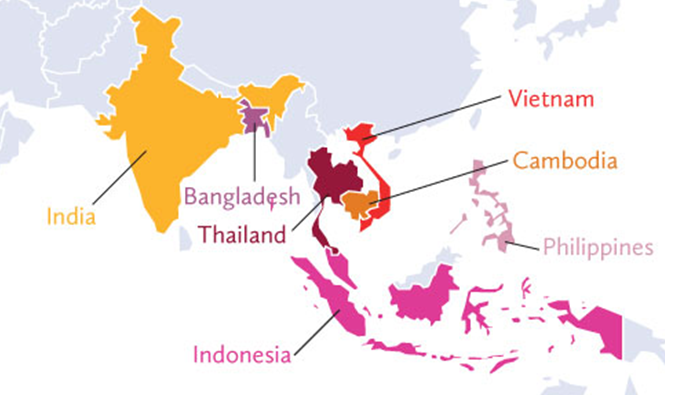 Vietnam
Cambodia
Bangladesh
India
Thailand
Philippines
Indonesia